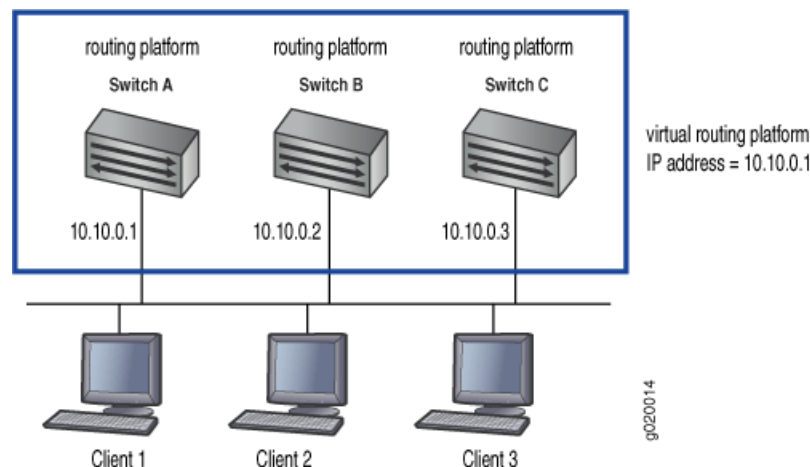 routing platform
routing platform
routing platform
Switch A
Switch B
Switch C
virtual routing platform
IP address = 10.10.0.1
10.10.0.1
10.10.0.2
10.10.0.3
g020014
Client 1
Client 2
Client 3